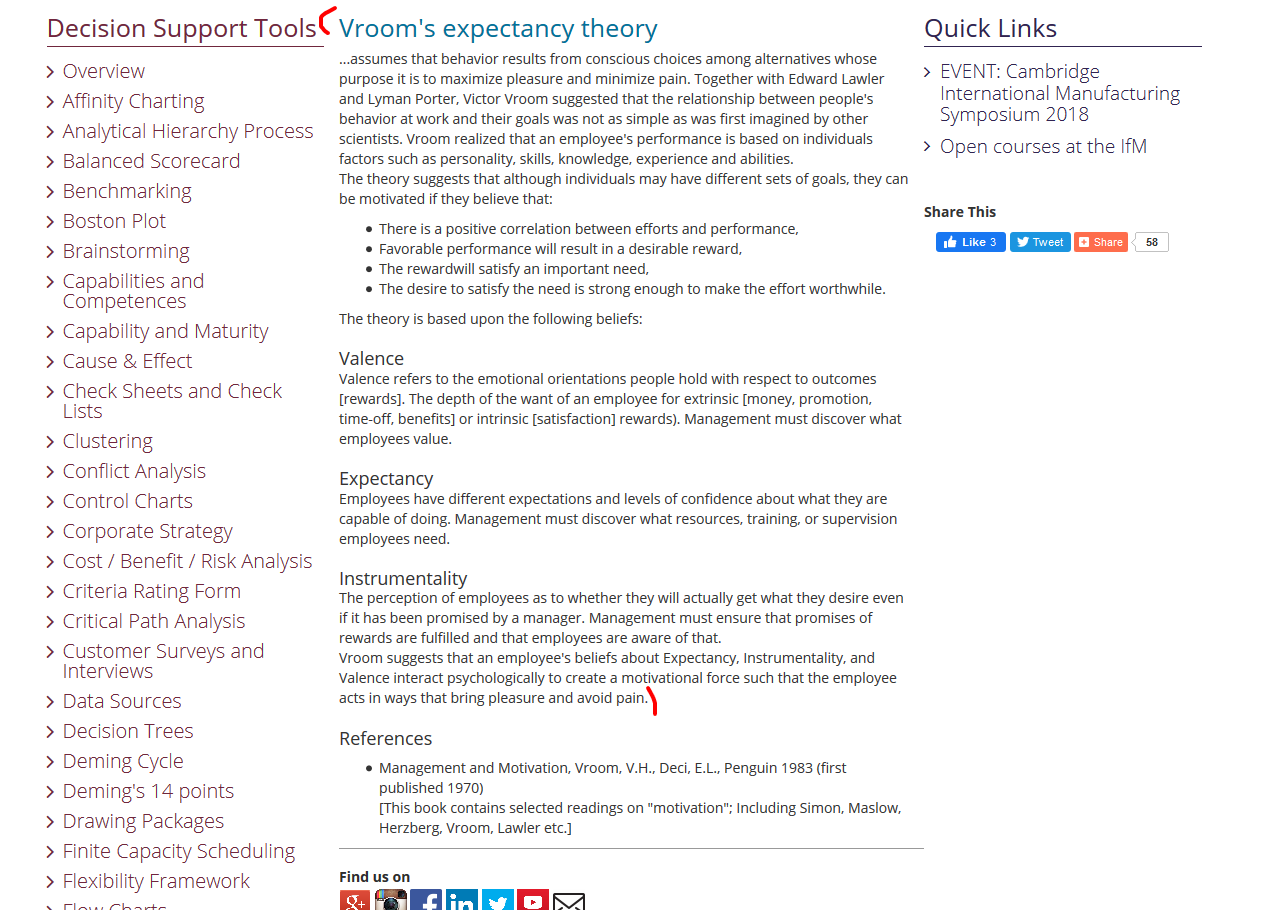 Decision Support Tools
Overview
Affinity Charting
Analytical Hierarchy Process
Balanced Scorecard
Benchmarking
Boston Plot
Brainstorming
Capabilities and
Competences
Capability and Maturity
Cause & Effect
Check Sheets and Check
Lists
Clustering
Conflict Analysis
Control Charts
Corporate Strategy
Cost / Benefit / Risk Analysis
Criteria Rating Form
Critical Path Analysis
Customer Surveys and
Interviews
Data Sources
Decision Trees
Deming Cycle
Deming's 14 points
Drawing Packages
Finite Capacity Scheduling
Flexibility Framework
Flow Charts
Vroom's expectancy theory
...assumes that behavior results from conscious choices among alternatives whose
purpose it is to maximize pleasure and minimize pain. Together with Edward Lawler
and Lyman Porter, Victor Vroom suggested that the relationship between people's
behavior at work and their goals was not as simple as was first imagined by other
scientists. Vroom realized that an employee's performance is based on individuals
factors such as personality, skills, knowledge, experience and abilities.
The theory suggests that although individuals may have different sets of goals, they can
be motivated if they believe that:
• There is a positive correlation between efforts and performance,
• Favorable performance will result in a desirable reward,
• The rewardwill satisfy an important need,
• The desire to satisfy the need is strong enough to make the effort worthwhile.
The theory is based upon the following beliefs:
Valence
Valence refers to the emotional orientations people hold with respect to outcomes
[rewards]. The depth of the want of an employee for extrinsic [money, promotion,
time-off, benefits] or intrinsic [satisfaction] rewards). Management must discover what
employees value.
Expectancy
Employees have different expectations and levels of confidence about what they are
capable of doing. Management must discover what resources, training, or supervision
employees need.
Instrumentality
The perception of employees as to whether they will actually get what they desire even
if it has been promised by a manager. Management must ensure that promises of
rewards are fulfilled and that employees are aware of that.
Vroom suggests that an employee's beliefs about Expectancy, Instrumentality, and
Valence interact psychologically to create a motivational force such that the employee
acts in ways that bring pleasure and avoid pain.
References
• Management and Motivation, Vroom, V.H., Deci, E.L., Penguin 1983 (first
published 1970)
[This book contains selected readings on "motivation"; Including Simon, Maslow,
Herzberg, Vroom, Lawler etc.]
Find us on
Quick Links
EVENT: Cambridge
International Manufacturing
Symposium 2018
Open courses at the IfM
Share This
Like 3 Tweet Share 58